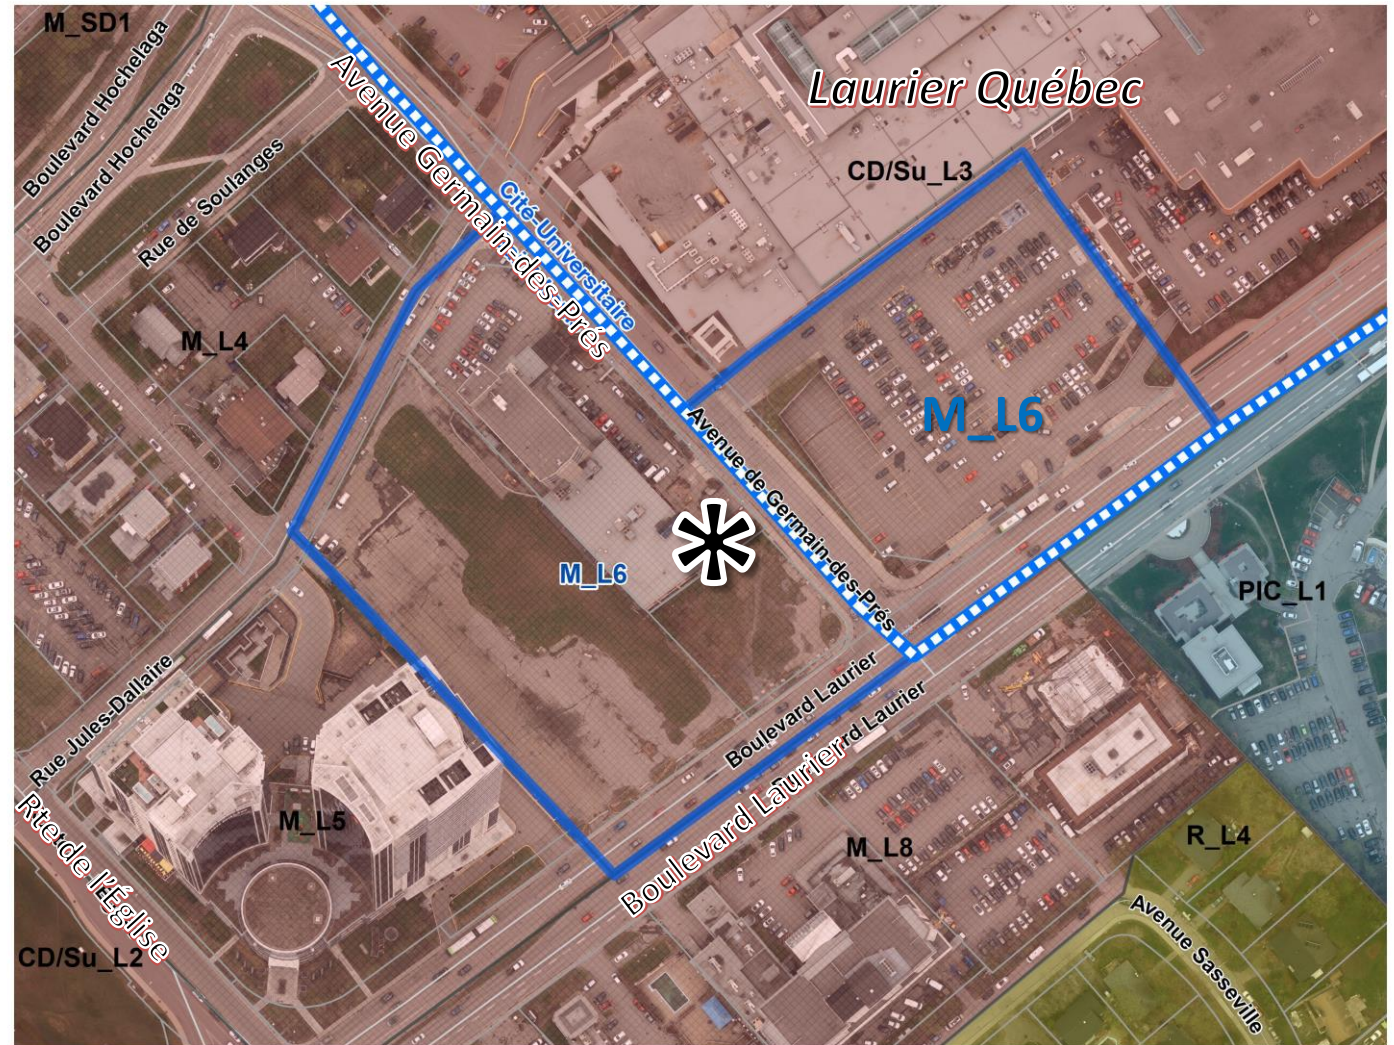 M_SD1
Boulevard Hochelaga
Boulevard Hochelaga
Rue de Soulanges
Avenue Germain-des-Prés
Cité-Universitaire
Laurier Québec
CD/Su_L3
M_L4
M_L6
Avenue de Germain-des-Prés
M_L6
PIC_L1
Boulevard Laurier
rd Laurier
Boulevard Laurier
Rue Jules-Dallaire
M_L5
M_L8
R_L4
Rte de l'Église
CD/Su_L2
Avenue Sasseville